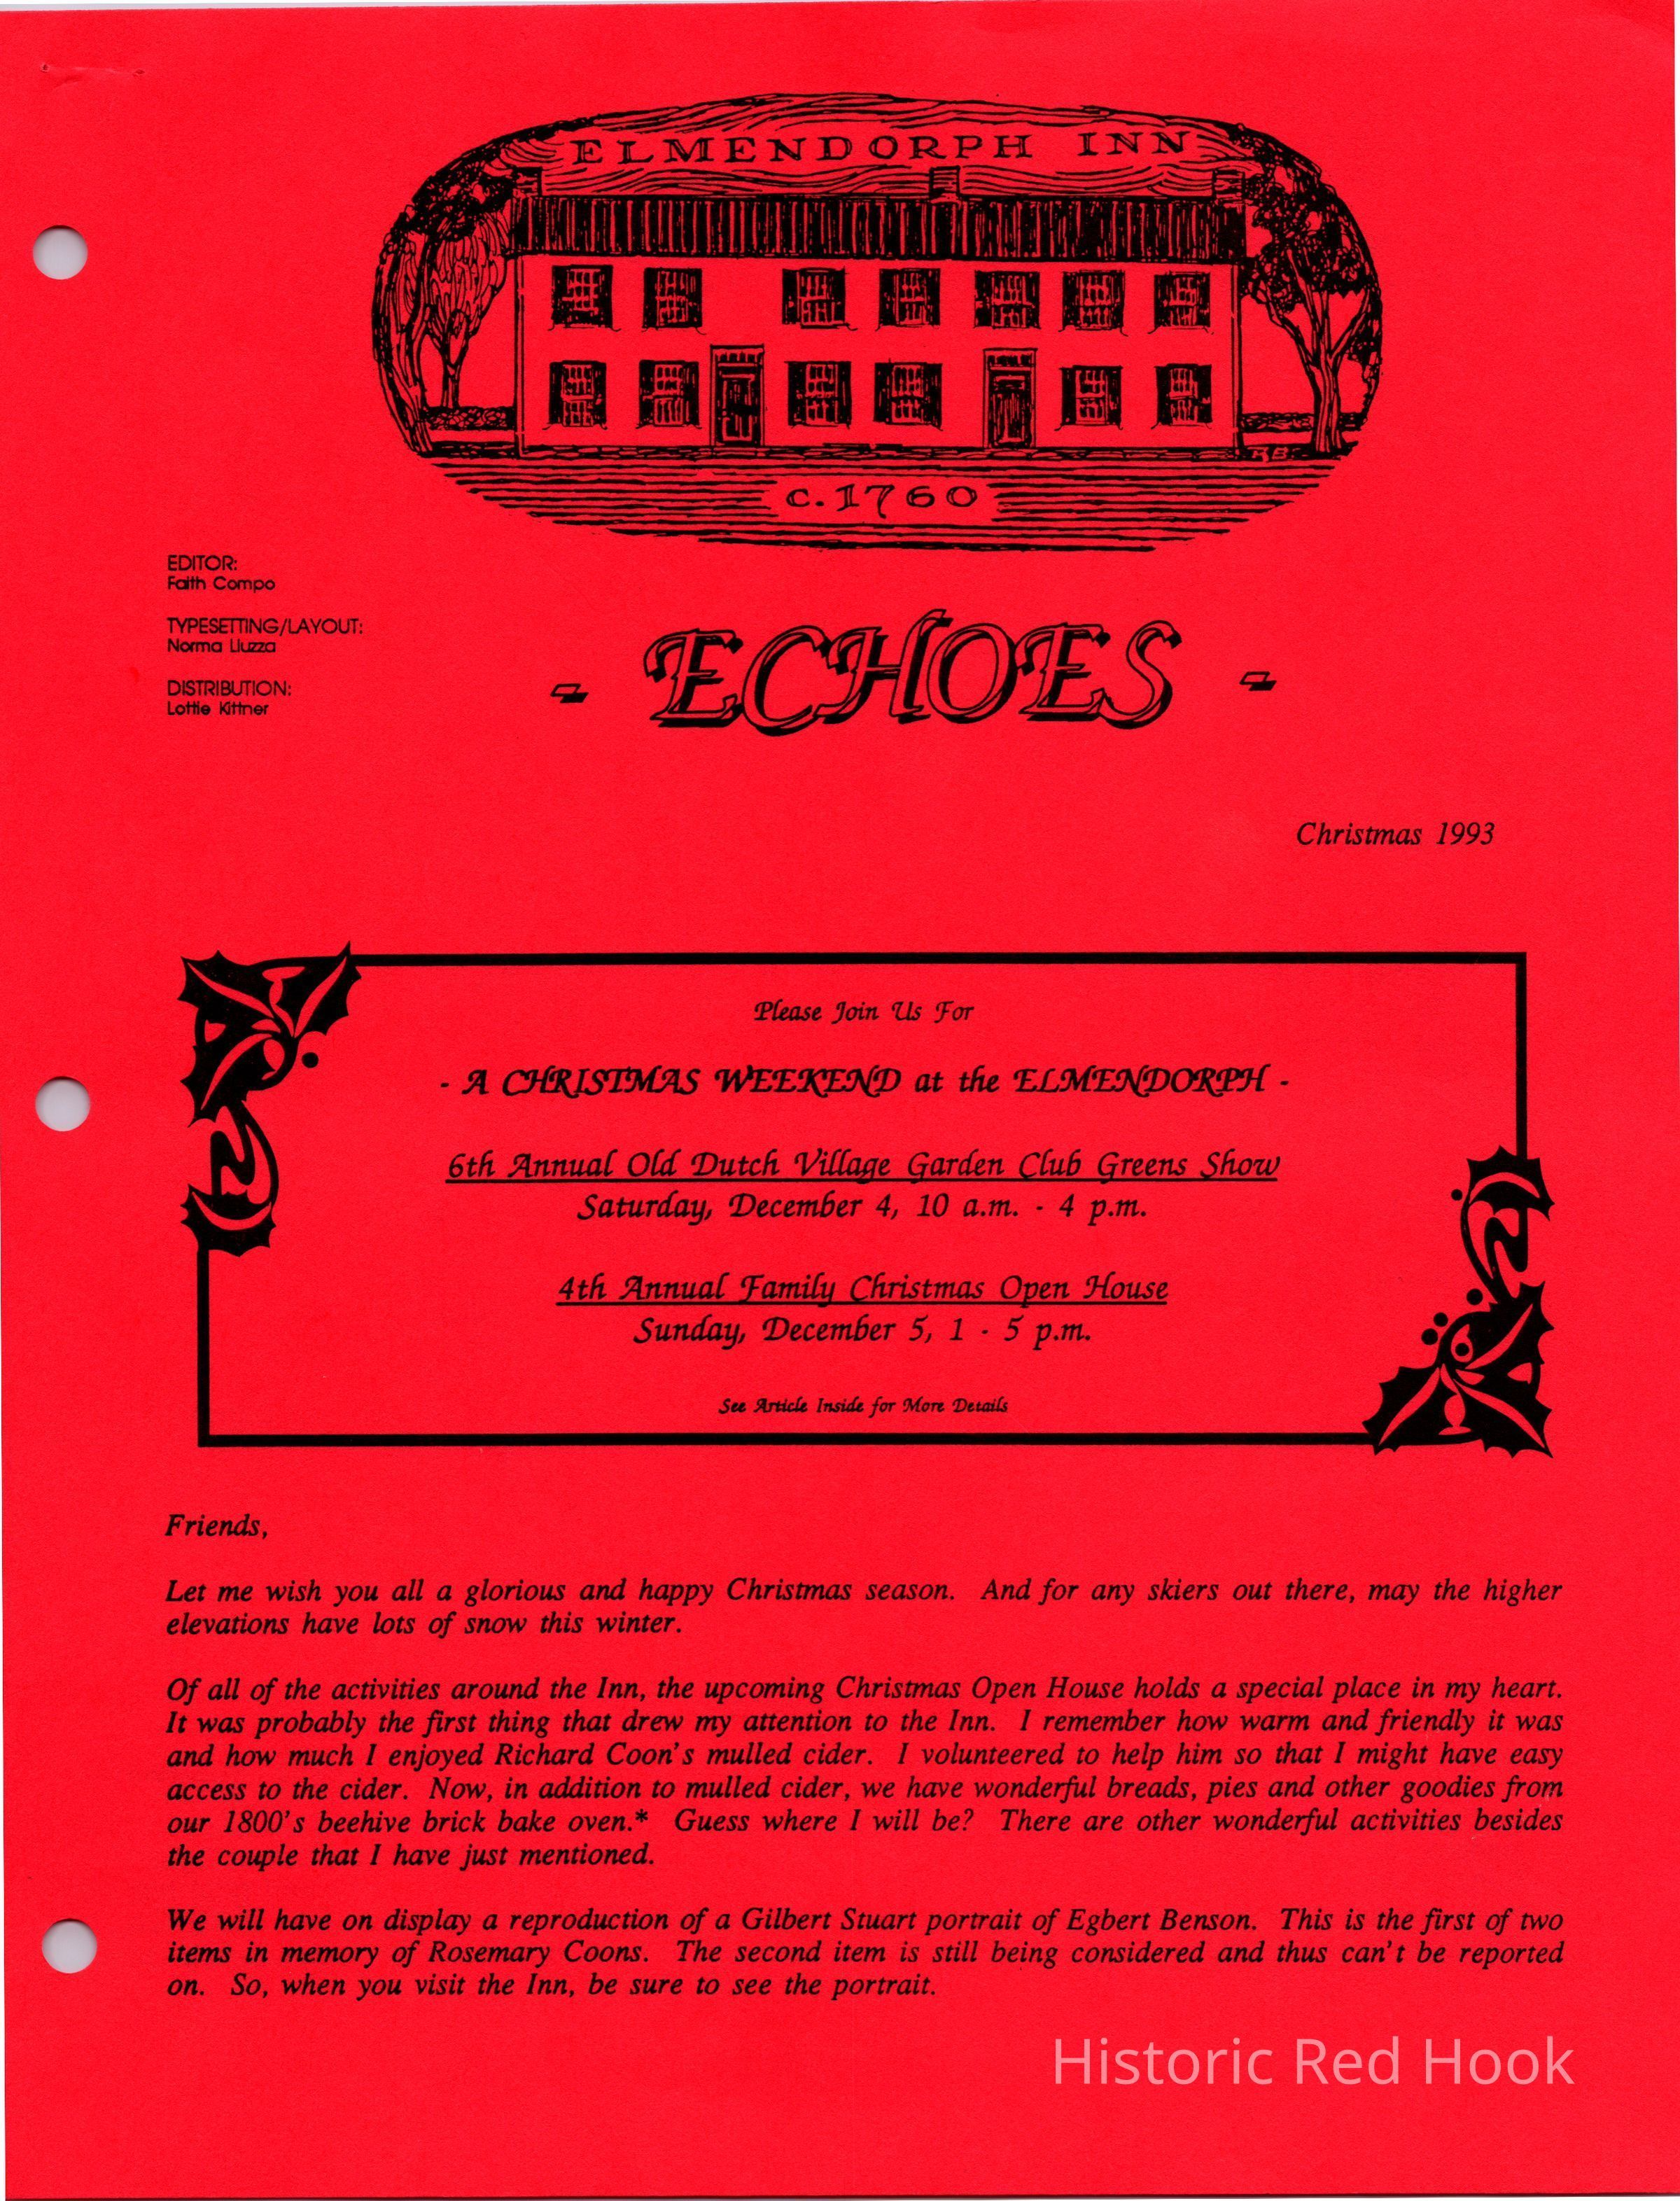 ELMENDORPH INN
c. 1760
EDITOR:
Faith Compo
TYPESETTING/LAYOUT:
Norma Lluzza
DISTRIBUTION:
Lottie Kittner
- ECHOES -
Christmas 1993
Please Join Us For
- A CHRISTMAS WEEKEND at the ELMENDORPH -
6th Annual Old Dutch Village Garden Club Greens Show
Saturday, December 4, 10 a.m. - 4 p.m.
4th Annual Family Christmas Open House
Sunday, December 5, 1 - 5 p.m.
See Article Inside for More Details
Friends,
Let me wish you all a glorious and happy Christmas season. And for any skiers out there, may the higher
elevations have lots of snow this winter.
Of all of the activities around the Inn, the upcoming Christmas Open House holds a special place in my heart.
It was probably the first thing that drew my attention to the Inn. I remember how warm and friendly it was
and how much I enjoyed Richard Coon's mulled cider. I volunteered to help him so that I might have easy
access to the cider. Now, in addition to mulled cider, we have wonderful breads, pies and other goodies from
our 1800's beehive brick bake oven.* Guess where I will be? There are other wonderful activities besides
the couple that I have just mentioned.
We will have on display a reproduction of a Gilbert Stuart portrait of Egbert Benson. This is the first of two
items in memory of Rosemary Coons. The second item is still being considered and thus can't be reported
on. So, when you visit the Inn, be sure to see the portrait.
Historic Red Hook